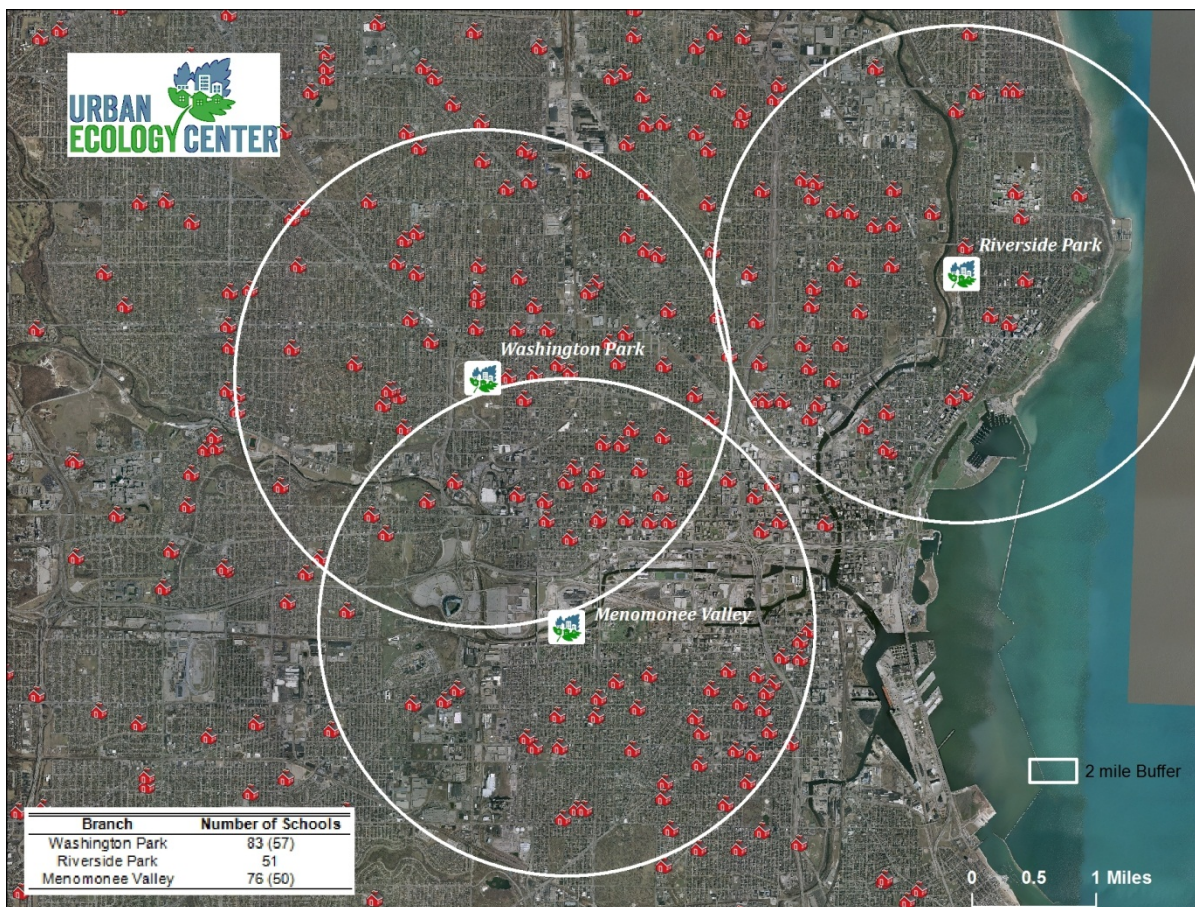 URBAN
ECOLOGY CENTER
Riverside Park
Washington Park
Menomonee Valley
2 mile Buffer
Branch Number of Schools
Washington Park 83 (57)
Riverside Park 51
Menomonee Valley 76 (50)
0 0.5 1 Miles